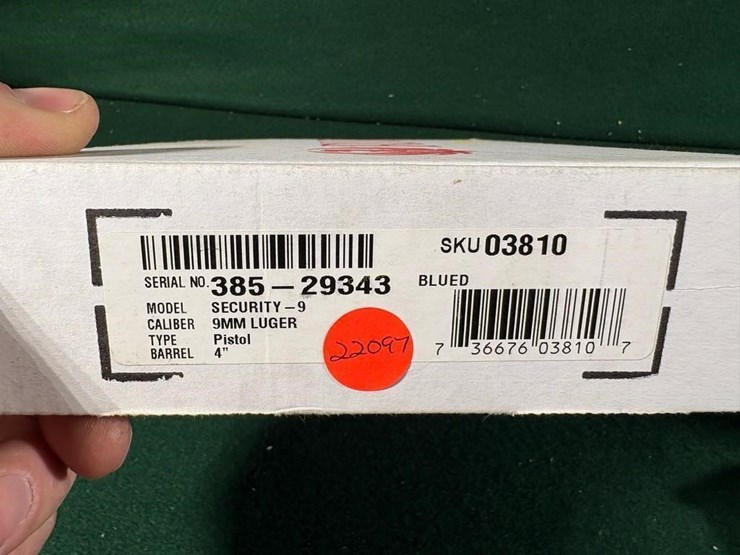 SERIAL NO. 385–29343
MODEL SECURITY–9
CALIBER 9MM LUGER
TYPE Pistol
BARREL 4"
22097
SKU 03810
BLUED
7 36676 03810 7